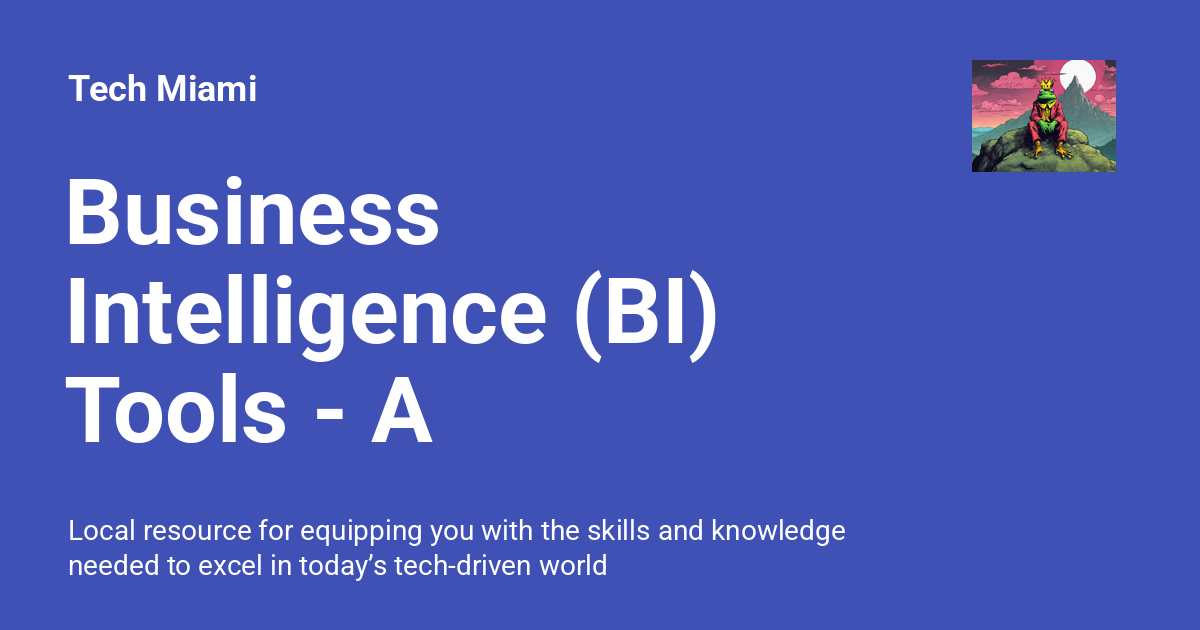 Tech Miami
Business
Intelligence (BI)
Tools - A
Local resource for equipping you with the skills and knowledge
needed to excel in today’s tech-driven world